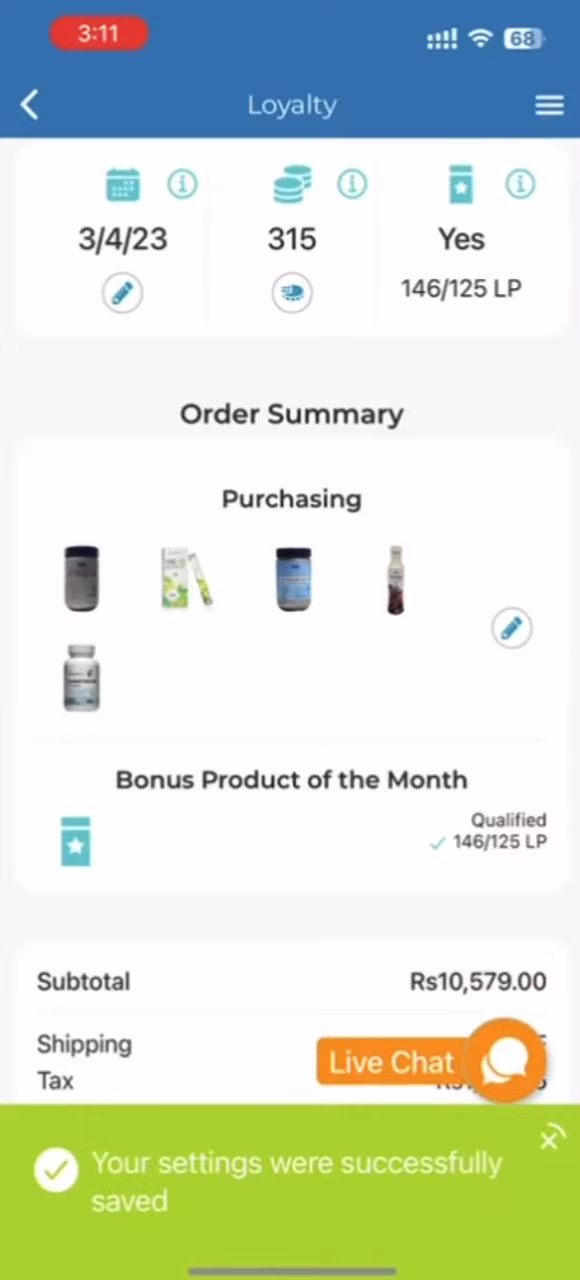 3:11
68
Loyalty
3/4/23
315
Yes
146/125 LP
Order Summary
Purchasing
Bonus Product of the Month
Qualified
146/125 LP
Subtotal
Rs10,579.00
Shipping
Live Chat
Tax
Your settings were successfully
saved